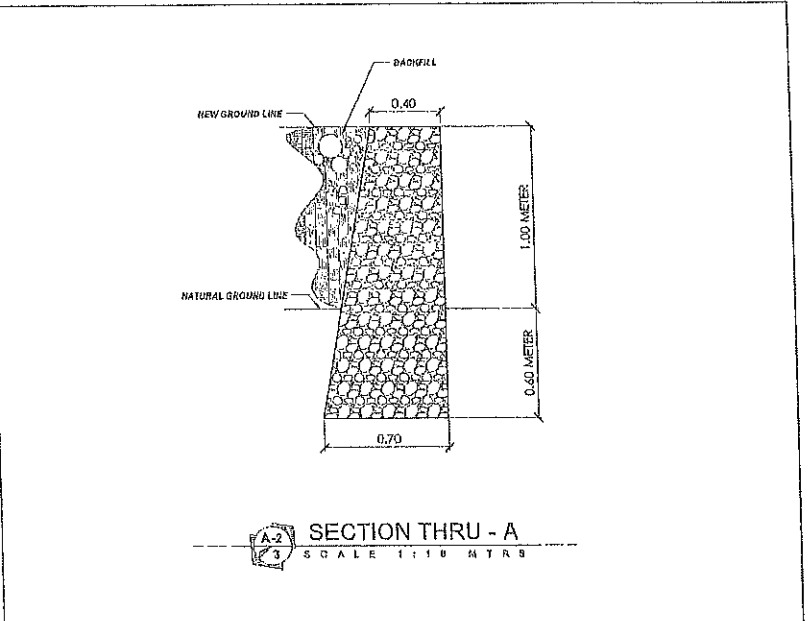 BACKFILL
NEW GROUND LINE
0.40
1.00 METER
NATURAL GROUND LINE
0.60 METER
0.70
A-2
3
SECTION THRU - A
SCALE 1:10 MTRS